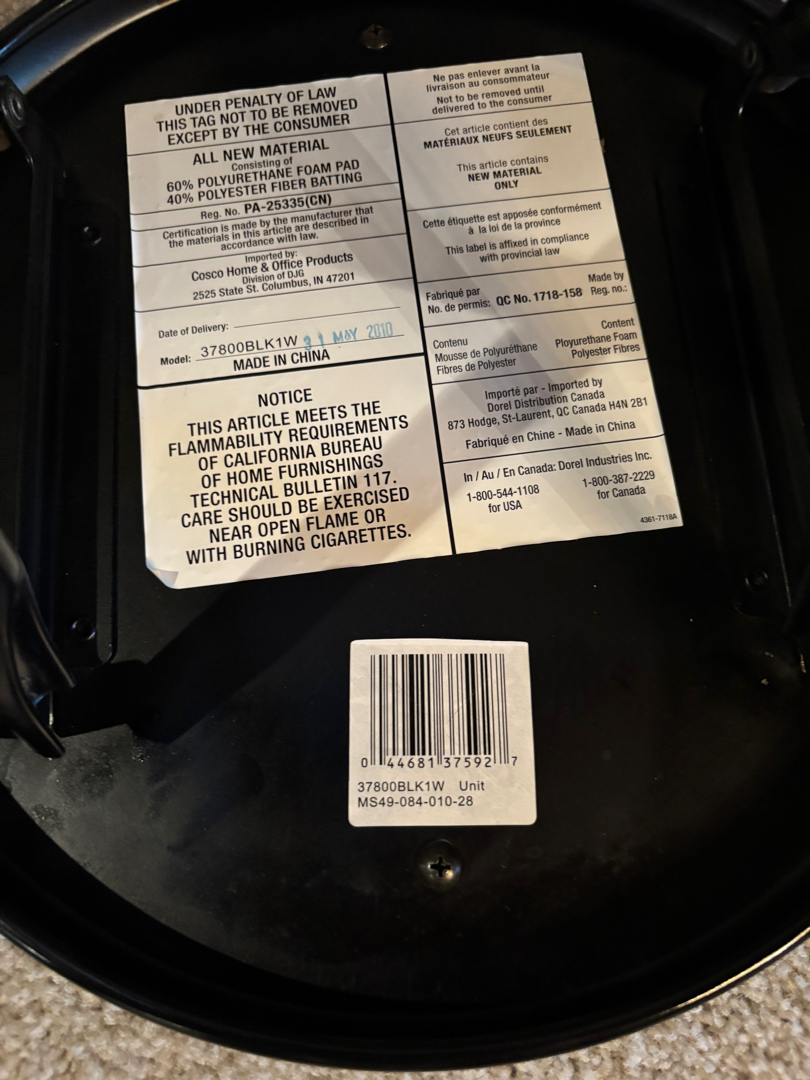 UNDER PENALTY OF LAW
THIS TAG NOT TO BE REMOVED
EXCEPT BY THE CONSUMER
ALL NEW MATERIAL
Consisting of
60% POLYURETHANE FOAM PAD
40% POLYESTER FIBER BATTING
Reg. No. PA-25335(CN)
Certification is made by the manufacturer that
the materials in this article are described in
accordance with law.
Imported by:
Cosco Home & Office Products
Division of DJG
2525 State St. Columbus, IN 47201
Date of Delivery:
Model: 37800BLK1W 31 MAY 2010
MADE IN CHINA
NOTICE
THIS ARTICLE MEETS THE
FLAMMABILITY REQUIREMENTS
OF CALIFORNIA BUREAU
OF HOME FURNISHINGS
TECHNICAL BULLETIN 117.
CARE SHOULD BE EXERCISED
NEAR OPEN FLAME OR
WITH BURNING CIGARETTES.
Ne pas enlever avant la
livraison au consommateur
Not to be removed until
delivered to the consumer
Cet article contient des
MATÉRIAUX NEUFS SEULEMENT
This article contains
NEW MATERIAL
ONLY
Cette étiquette est apposée conformément
à la loi de la province
This label is affixed in compliance
with provincial law
Fabriqué par Made by
No. de permis: QC No. 1718-158 Reg. no.:
Contenu Content
Mousse de Polyuréthane Ployurethane Foam
Fibres de Polyester Polyester Fibres
Importé par - Imported by
Dorel Distribution Canada
873 Hodge, St-Laurent, QC Canada H4N 2B1
Fabriqué en Chine - Made in China
In / Au / En Canada: Dorel Industries Inc.
1-800-544-1108 1-800-387-2229
for USA for Canada
4361-7118A
0 44681 37592 7
37800BLK1W Unit
MS49-084-010-28